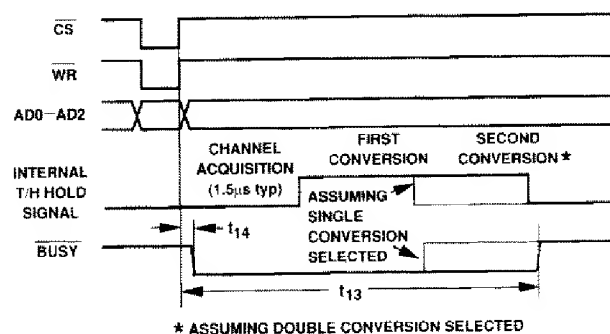 CS
WR
AD0–AD2
CHANNEL
ACQUISITION
(1.5µs typ)
FIRST
CONVERSION
SECOND
CONVERSION *
INTERNAL
T/H HOLD
SIGNAL
ASSUMING
SINGLE
CONVERSION
SELECTED
t14
BUSY
t13
* ASSUMING DOUBLE CONVERSION SELECTED